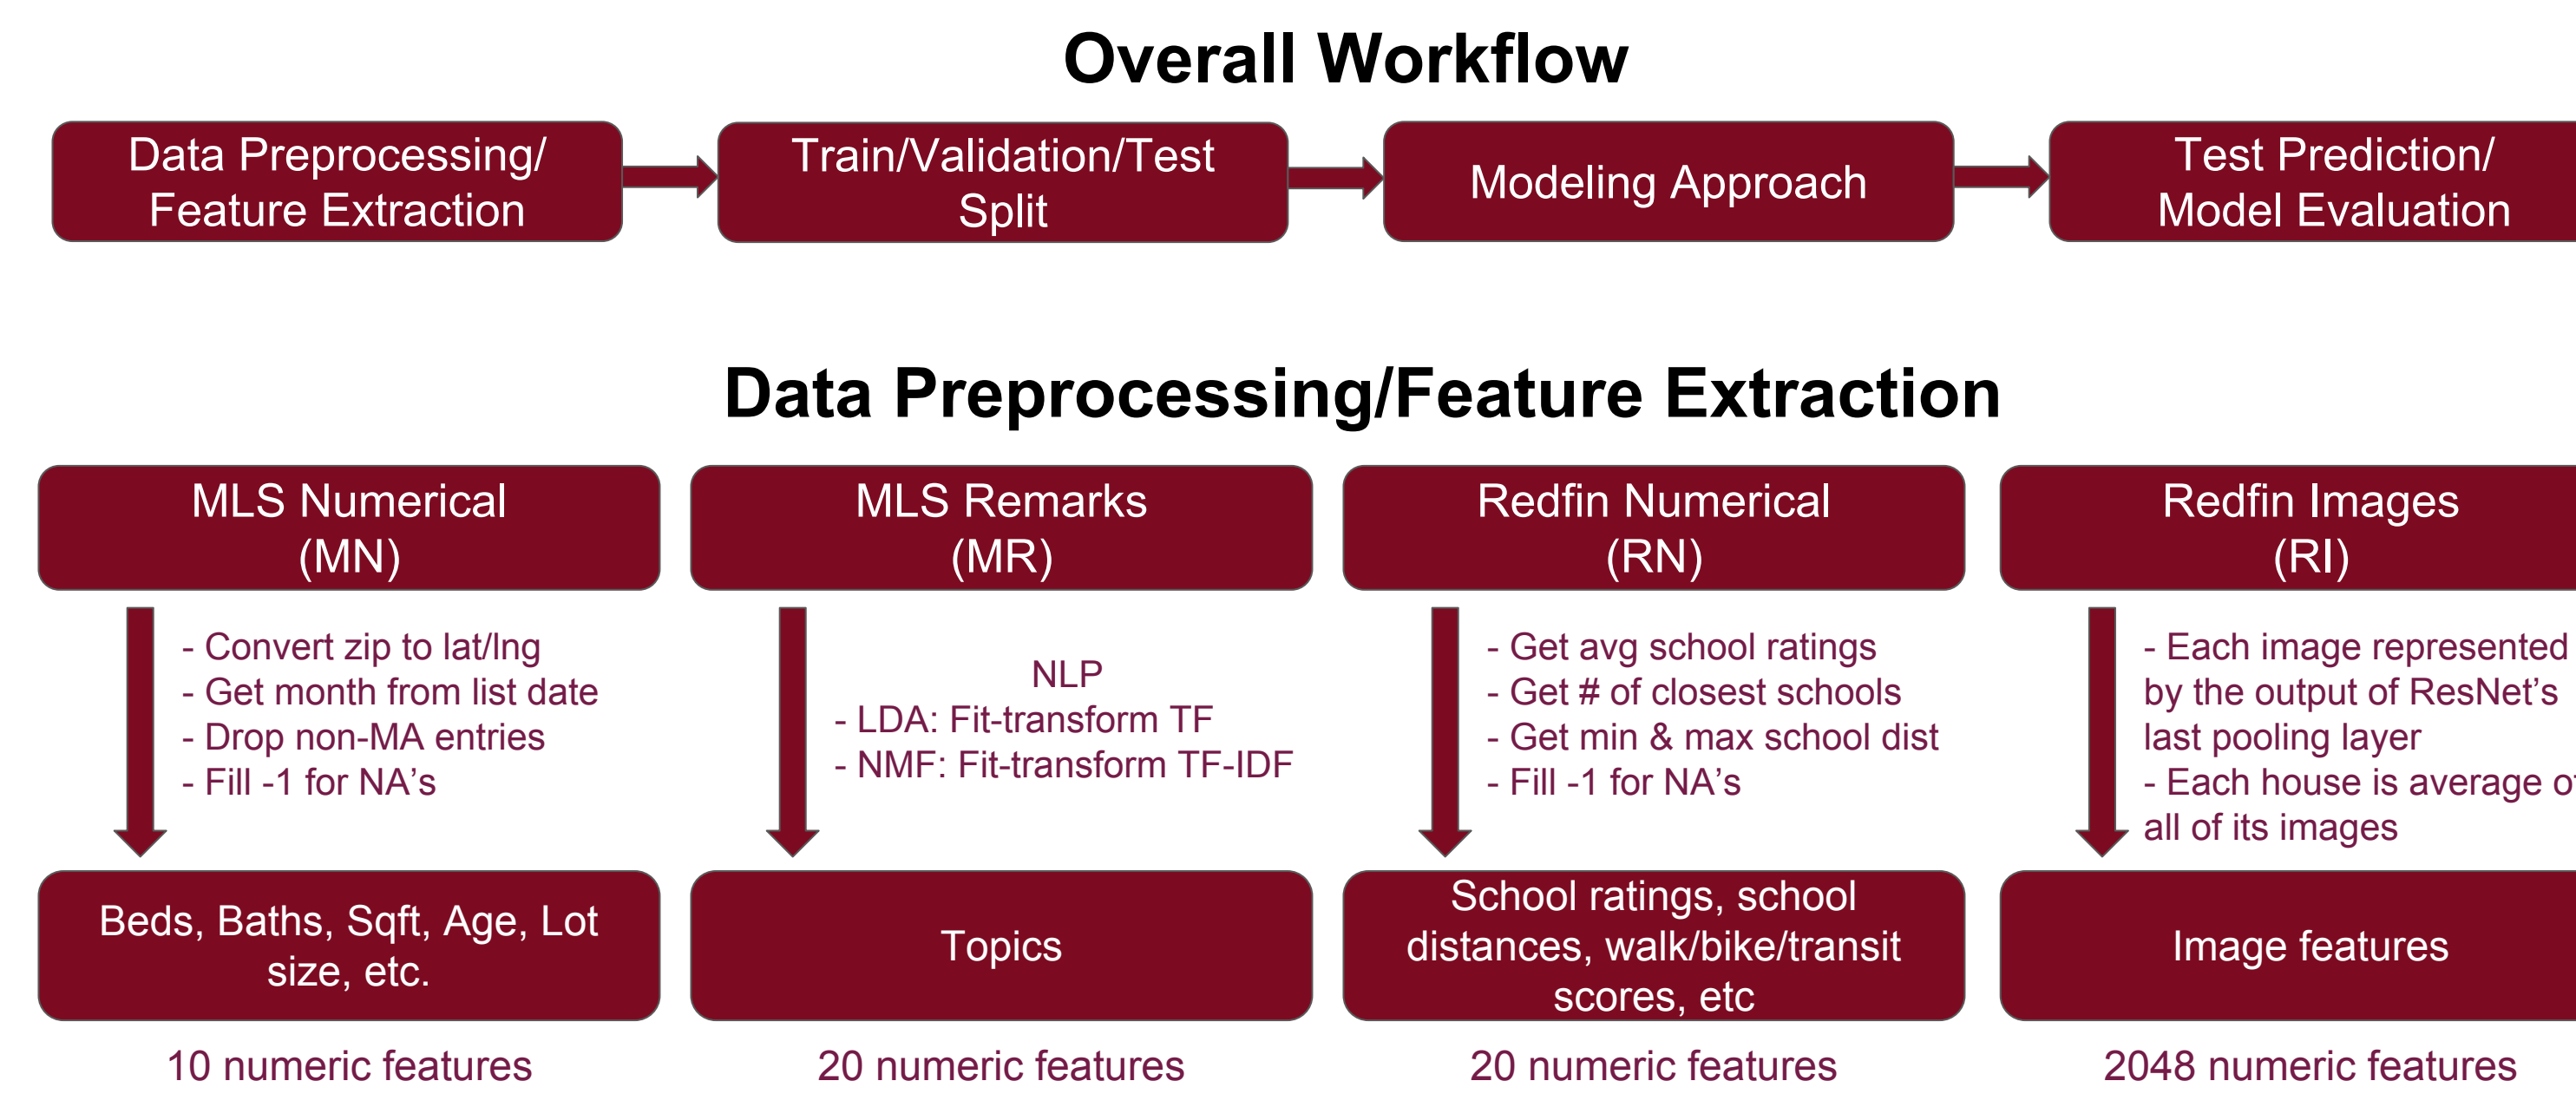 Overall Workflow
Data Preprocessing/
Feature Extraction
Train/Validation/Test
Split
Modeling Approach
Test Prediction/
Model Evaluation
Data Preprocessing/Feature Extraction
MLS Numerical
(MN)
MLS Remarks
(MR)
Redfin Numerical
(RN)
Redfin Images
(RI)
- Convert zip to lat/lng
- Get month from list date
- Drop non-MA entries
- Fill -1 for NA’s
NLP
- LDA: Fit-transform TF
- NMF: Fit-transform TF-IDF
- Get avg school ratings
- Get # of closest schools
- Get min & max school dist
- Fill -1 for NA’s
- Each image represented
by the output of ResNet’s
last pooling layer
- Each house is average of
all of its images
Beds, Baths, Sqft, Age, Lot
size, etc.
Topics
School ratings, school
distances, walk/bike/transit
scores, etc
Image features
10 numeric features
20 numeric features
20 numeric features
2048 numeric features